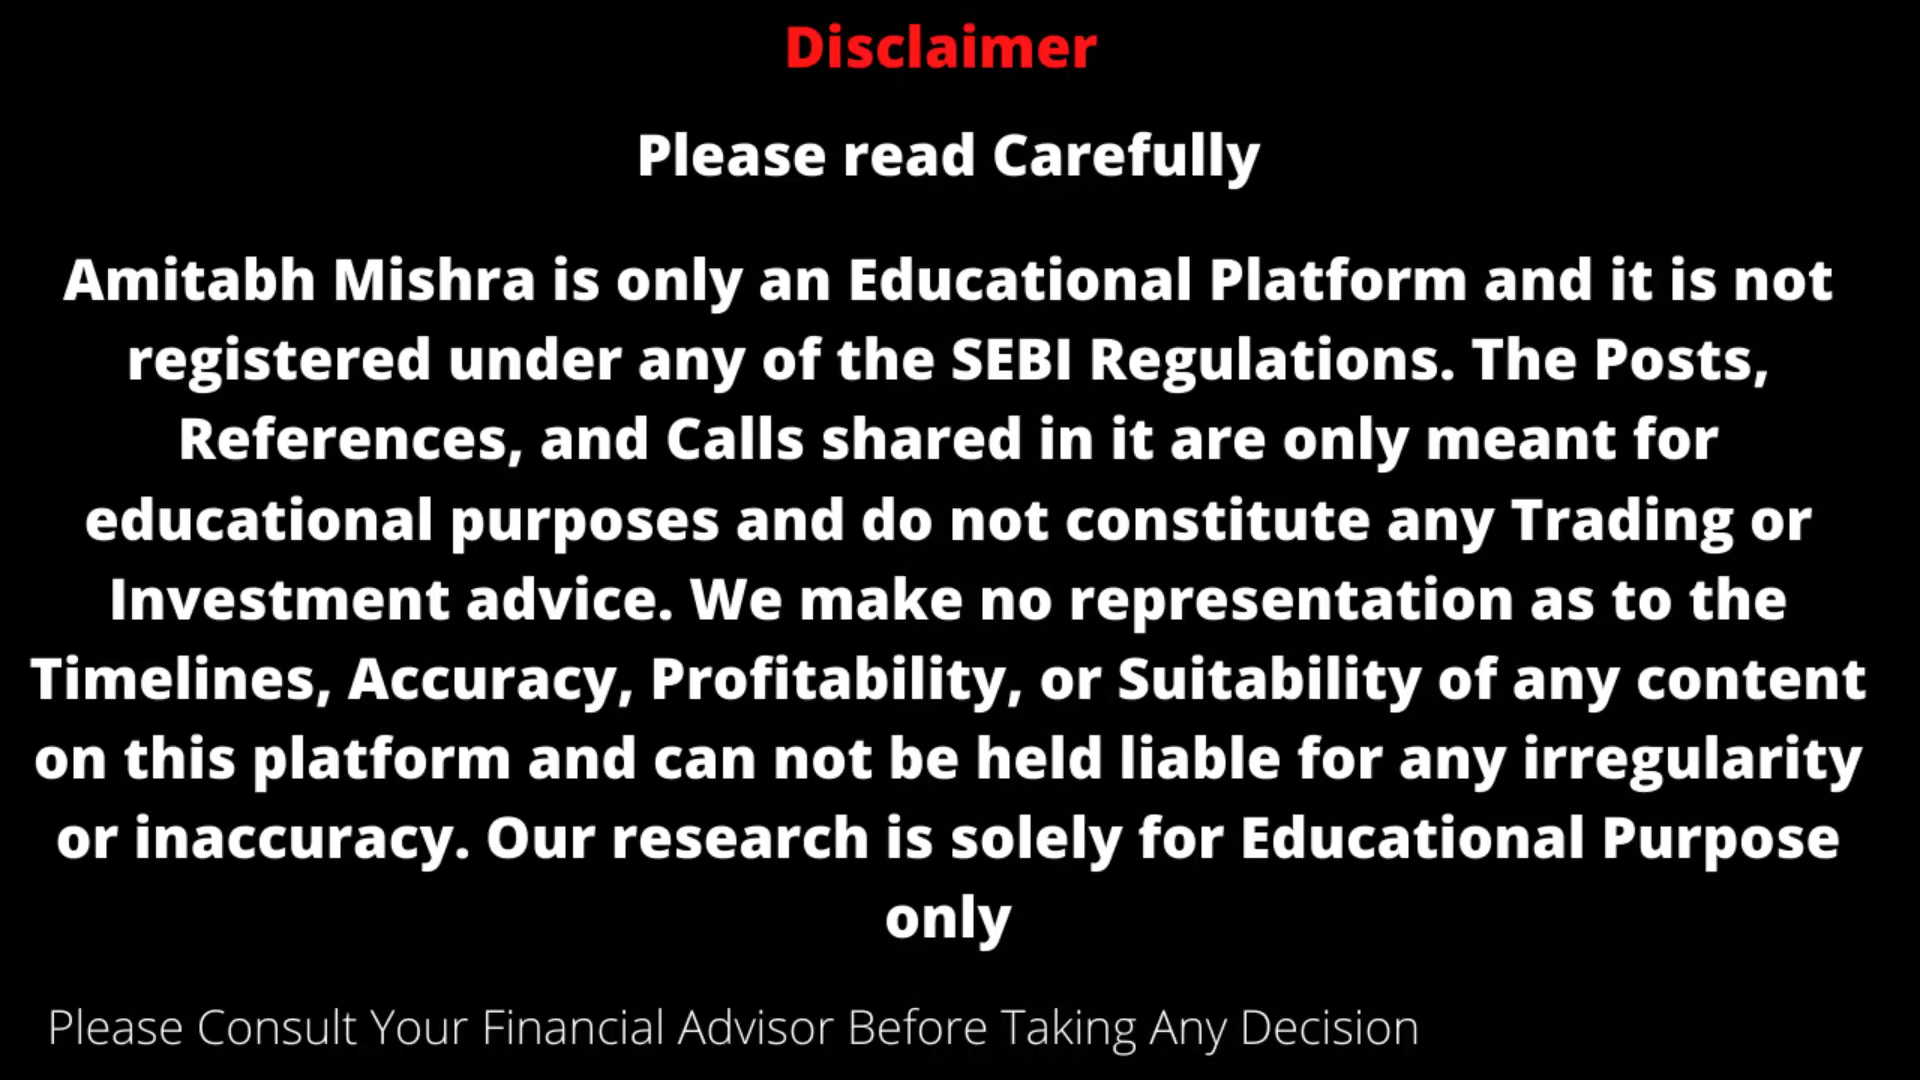 Disclaimer
Please read Carefully
Amitabh Mishra is only an Educational Platform and it is not
registered under any of the SEBI Regulations. The Posts,
References, and Calls shared in it are only meant for
educational purposes and do not constitute any Trading or
Investment advice. We make no representation as to the
Timelines, Accuracy, Profitability, or Suitability of any content
on this platform and can not be held liable for any irregularity
or inaccuracy. Our research is solely for Educational Purpose
only
Please Consult Your Financial Advisor Before Taking Any Decision